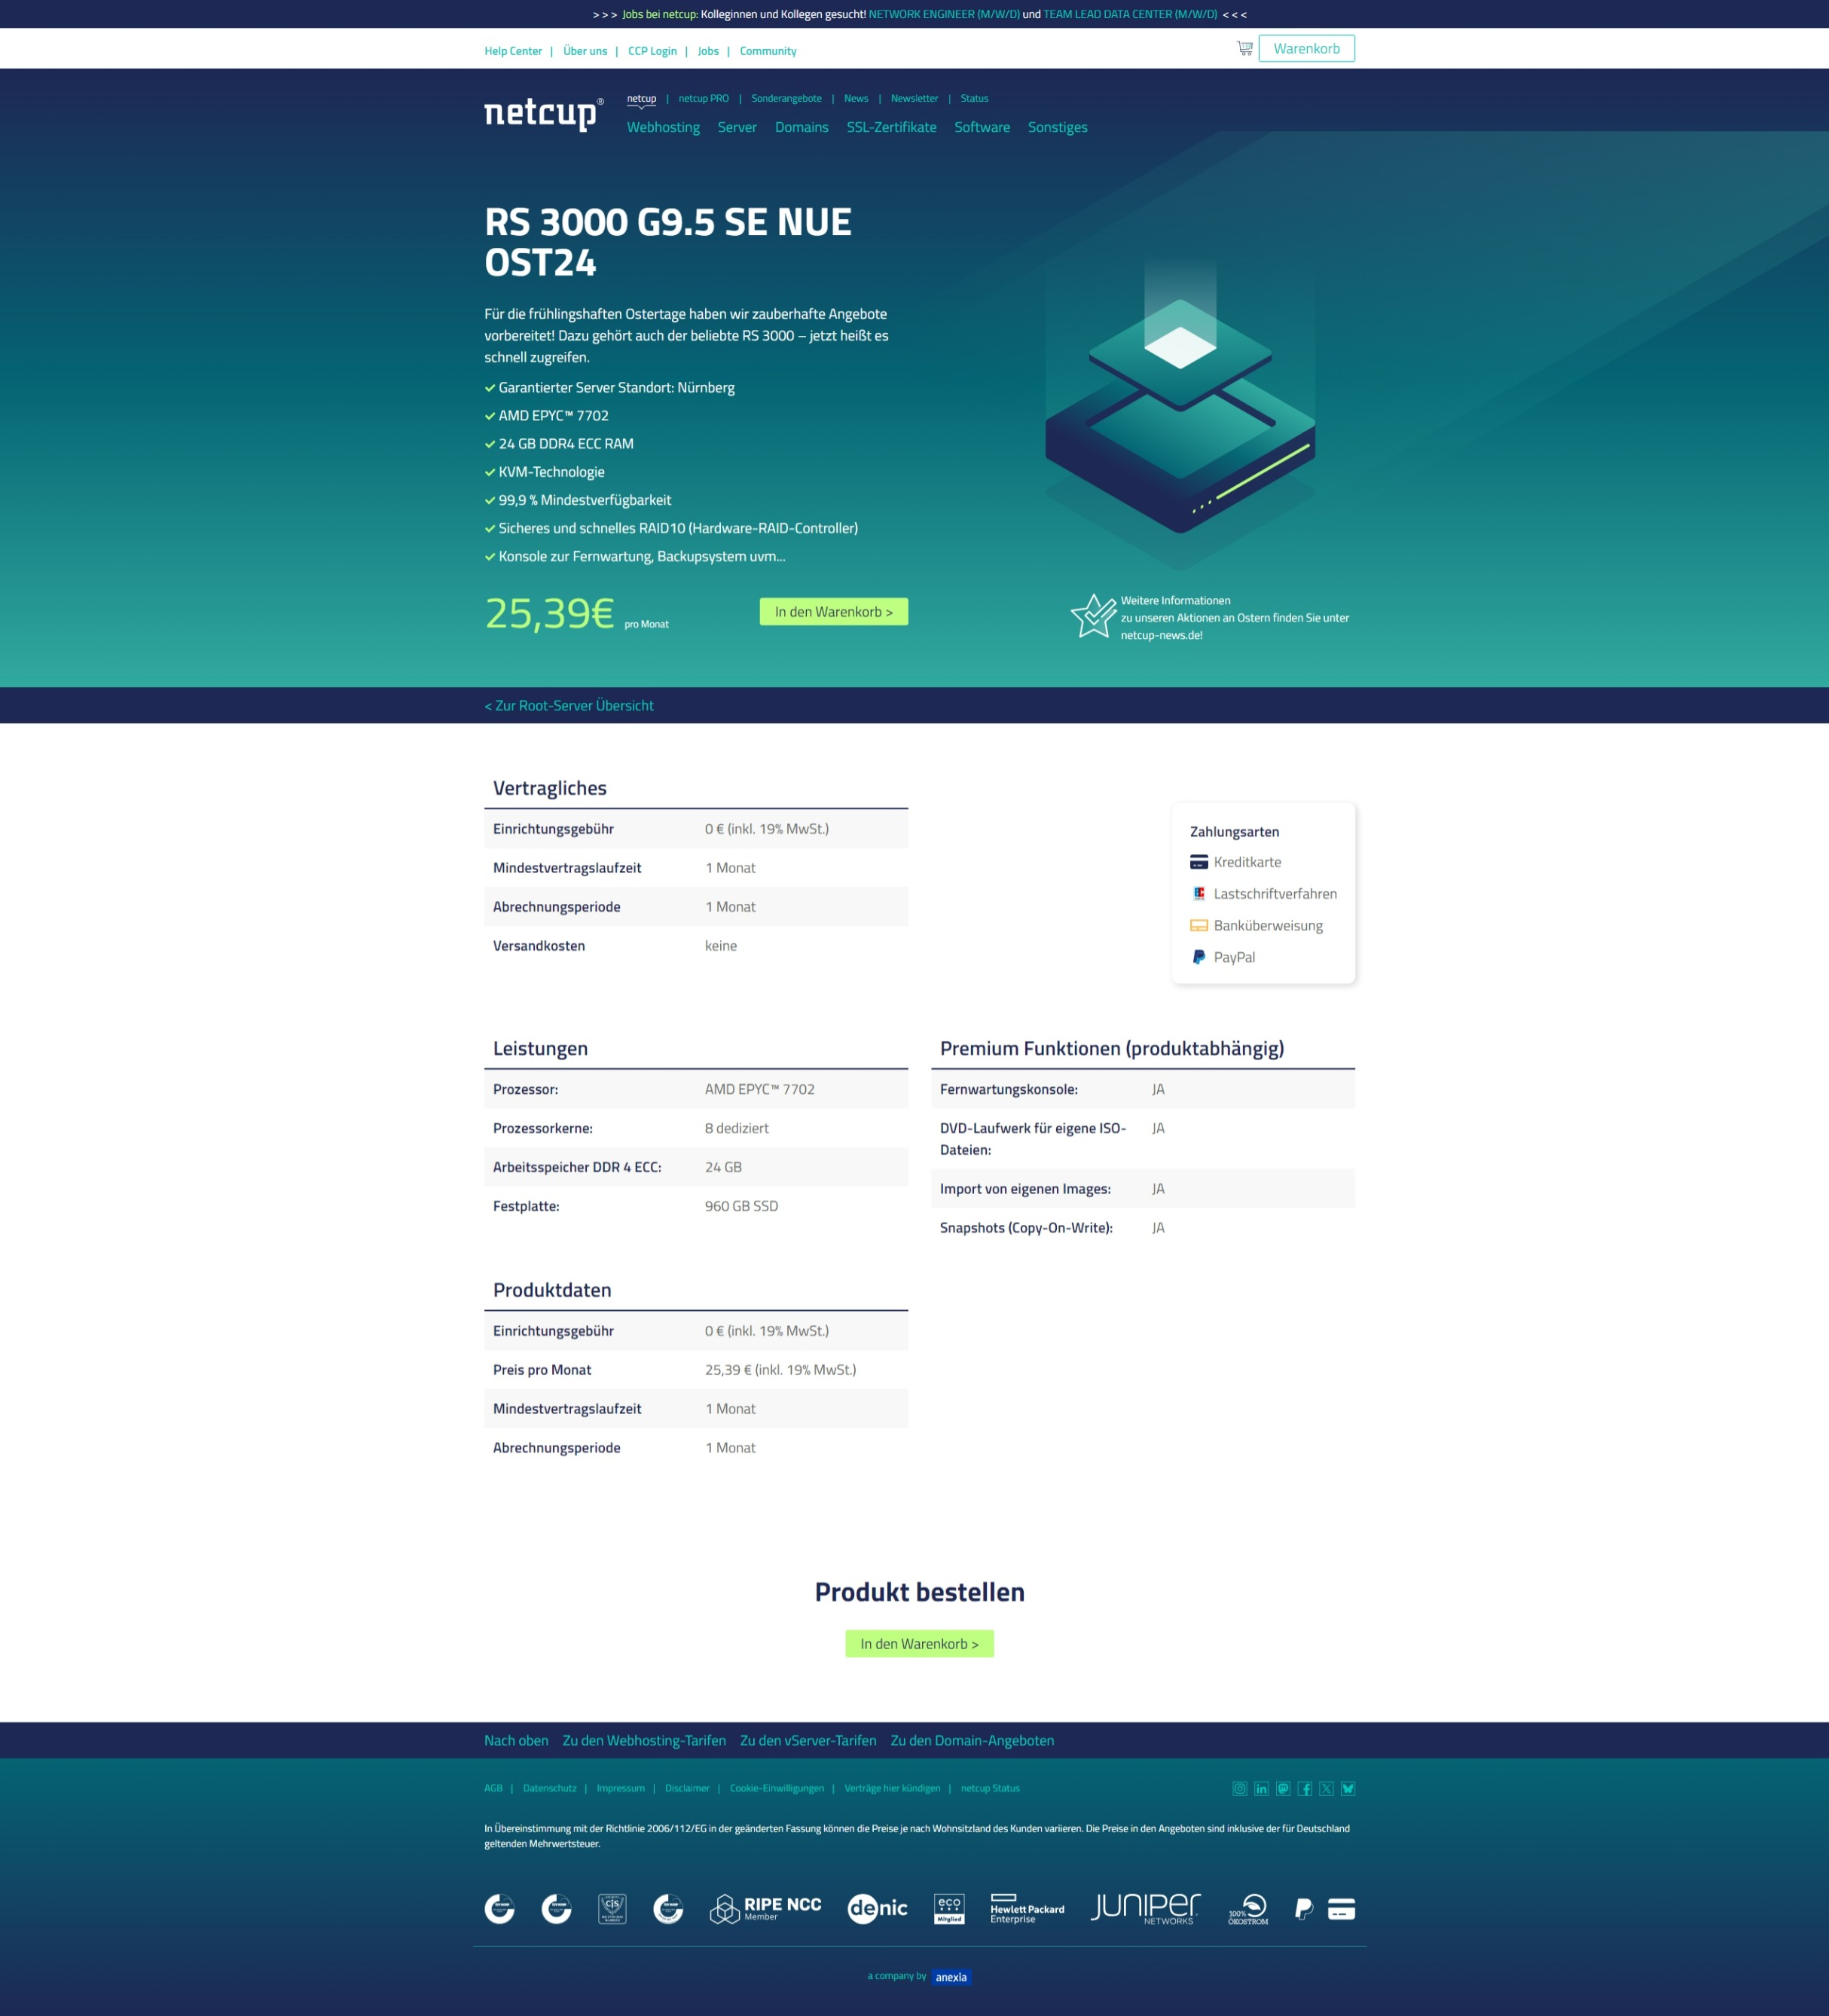 > > > Jobs bei netcup: Kolleginnen und Kollegen gesucht! NETWORK ENGINEER (M/W/D) und TEAM LEAD DATA CENTER (M/W/D) < < <
Help Center | Über uns | CCP Login | Jobs | Community
Warenkorb
netcup®
netcup | netcup PRO | Sonderangebote | News | Newsletter | Status
Webhosting Server Domains SSL-Zertifikate Software Sonstiges
RS 3000 G9.5 SE NUE
OST24
Für die frühlingshaften Ostertage haben wir zauberhafte Angebote
vorbereitet! Dazu gehört auch der beliebte RS 3000 – jetzt heißt es
schnell zugreifen.
Garantierter Server Standort: Nürnberg
AMD EPYC™ 7702
24 GB DDR4 ECC RAM
KVM-Technologie
99,9 % Mindestverfügbarkeit
Sicheres und schnelles RAID10 (Hardware-RAID-Controller)
Konsole zur Fernwartung, Backupsystem uvm...
25,39€ pro Monat
In den Warenkorb >
Weitere Informationen
zu unseren Aktionen an Ostern finden Sie unter
netcup-news.de!
< Zur Root-Server Übersicht
Vertragliches
Einrichtungsgebühr 0 € (inkl. 19% MwSt.)
Mindestvertragslaufzeit 1 Monat
Abrechnungsperiode 1 Monat
Versandkosten keine
Zahlungsarten
Kreditkarte
Lastschriftverfahren
Banküberweisung
PayPal
Leistungen
Prozessor: AMD EPYC™ 7702
Prozessorkerne: 8 dediziert
Arbeitsspeicher DDR 4 ECC: 24 GB
Festplatte: 960 GB SSD
Premium Funktionen (produktabhängig)
Fernwartungskonsole: JA
DVD-Laufwerk für eigene ISO- JA
Dateien:
Import von eigenen Images: JA
Snapshots (Copy-On-Write): JA
Produktdaten
Einrichtungsgebühr 0 € (inkl. 19% MwSt.)
Preis pro Monat 25,39 € (inkl. 19% MwSt.)
Mindestvertragslaufzeit 1 Monat
Abrechnungsperiode 1 Monat
Produkt bestellen
In den Warenkorb >
Nach oben Zu den Webhosting-Tarifen Zu den vServer-Tarifen Zu den Domain-Angeboten
AGB | Datenschutz | Impressum | Disclaimer | Cookie-Einwilligungen | Verträge hier kündigen | netcup Status
In Übereinstimmung mit der Richtlinie 2006/112/EG in der geänderten Fassung können die Preise je nach Wohnsitzland des Kunden variieren. Die Preise in den Angeboten sind inklusive der für Deutschland
geltenden Mehrwertsteuer.
cjs
RIPE NCC
Member
denic
eco
Mitglied
Hewlett Packard
Enterprise
JUNIPER
NETWORKS
100%
ÖKOSTROM
a company by anexia